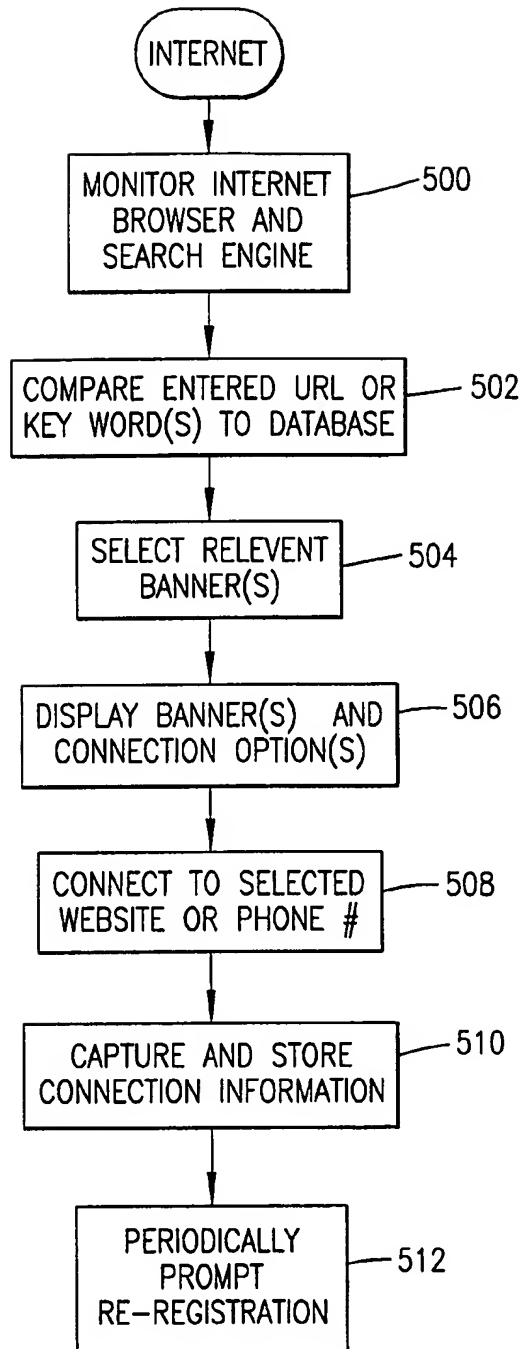 INTERNET
MONITOR INTERNET
BROWSER AND
SEARCH ENGINE
500
COMPARE ENTERED URL OR
KEY WORD(S) TO DATABASE
502
SELECT RELEVENT
BANNER(S)
504
DISPLAY BANNER(S) AND
CONNECTION OPTION(S)
506
CONNECT TO SELECTED
WEBSITE OR PHONE #
508
CAPTURE AND STORE
CONNECTION INFORMATION
510
PERIODICALLY
PROMPT
RE-REGISTRATION
512